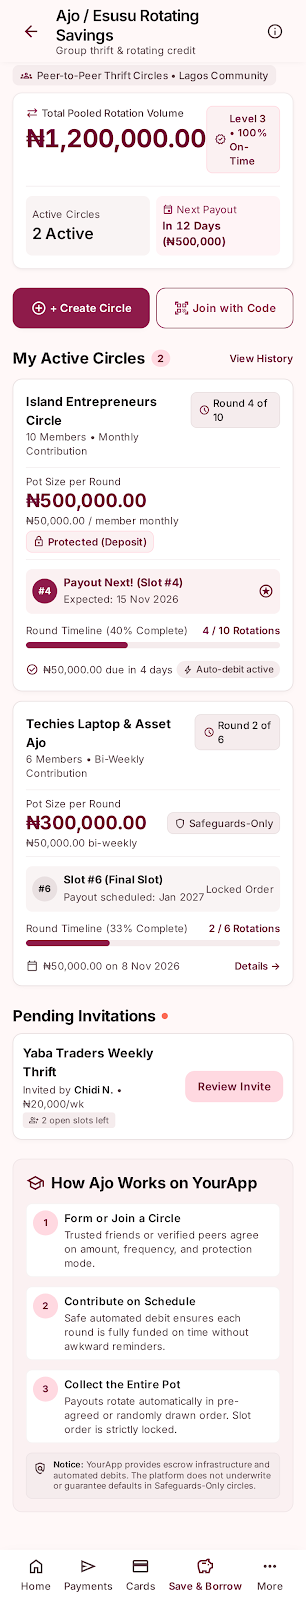 Ajo / Esusu Rotating
Savings
Group thrift & rotating credit
Peer-to-Peer Thrift Circles • Lagos Community
Total Pooled Rotation Volume
₦1,200,000.00
Level 3
• 100%
On-
Time
Active Circles
2 Active
Next Payout
In 12 Days
(₦500,000)
+ Create Circle
Join with Code
My Active Circles 2
View History
Island Entrepreneurs
Circle
10 Members • Monthly
Contribution
Round 4 of
10
Pot Size per Round
₦500,000.00
₦50,000.00 / member monthly
Protected (Deposit)
#4
Payout Next! (Slot #4)
Expected: 15 Nov 2026
Round Timeline (40% Complete) 4 / 10 Rotations
₦50,000.00 due in 4 days
Auto-debit active
Techies Laptop & Asset
Ajo
6 Members • Bi-Weekly
Contribution
Round 2 of
6
Pot Size per Round
₦300,000.00
₦50,000.00 bi-weekly
Safeguards-Only
#6
Slot #6 (Final Slot)
Payout scheduled: Jan 2027
Locked Order
Round Timeline (33% Complete) 2 / 6 Rotations
₦50,000.00 on 8 Nov 2026
Details →
Pending Invitations
Yaba Traders Weekly
Thrift
Invited by Chidi N. •
₦20,000/wk
2 open slots left
Review Invite
How Ajo Works on YourApp
1
Form or Join a Circle
Trusted friends or verified peers agree
on amount, frequency, and protection
mode.
2
Contribute on Schedule
Safe automated debit ensures each
round is fully funded on time without
awkward reminders.
3
Collect the Entire Pot
Payouts rotate automatically in pre-
agreed or randomly drawn order. Slot
order is strictly locked.
Notice: YourApp provides escrow infrastructure and
automated debits. The platform does not underwrite
or guarantee defaults in Safeguards-Only circles.
Home
Payments
Cards
Save & Borrow
More